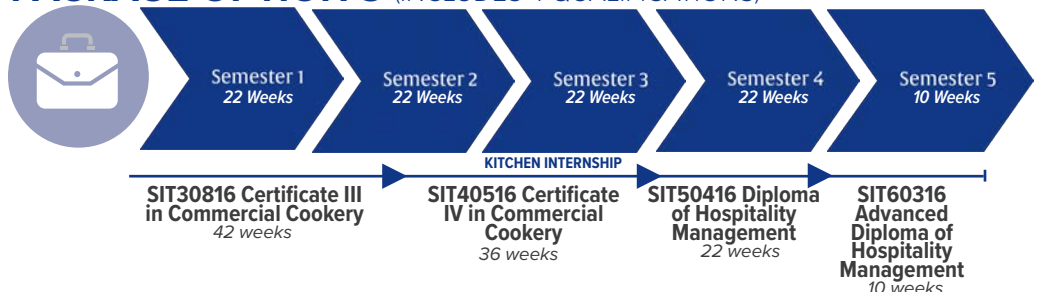 Semester 1
22 Weeks
Semester 2
22 Weeks
Semester 3
22 Weeks
Semester 4
22 Weeks
Semester 5
10 Weeks
KITCHEN INTERNSHIP
SIT30816 Certificate III
in Commercial Cookery
42 weeks
SIT40516 Certificate
IV in Commercial
Cookery
36 weeks
SIT50416 Diploma
of Hospitality
Management
22 weeks
SIT60316
Advanced
Diploma of
Hospitality
Management
10 weeks